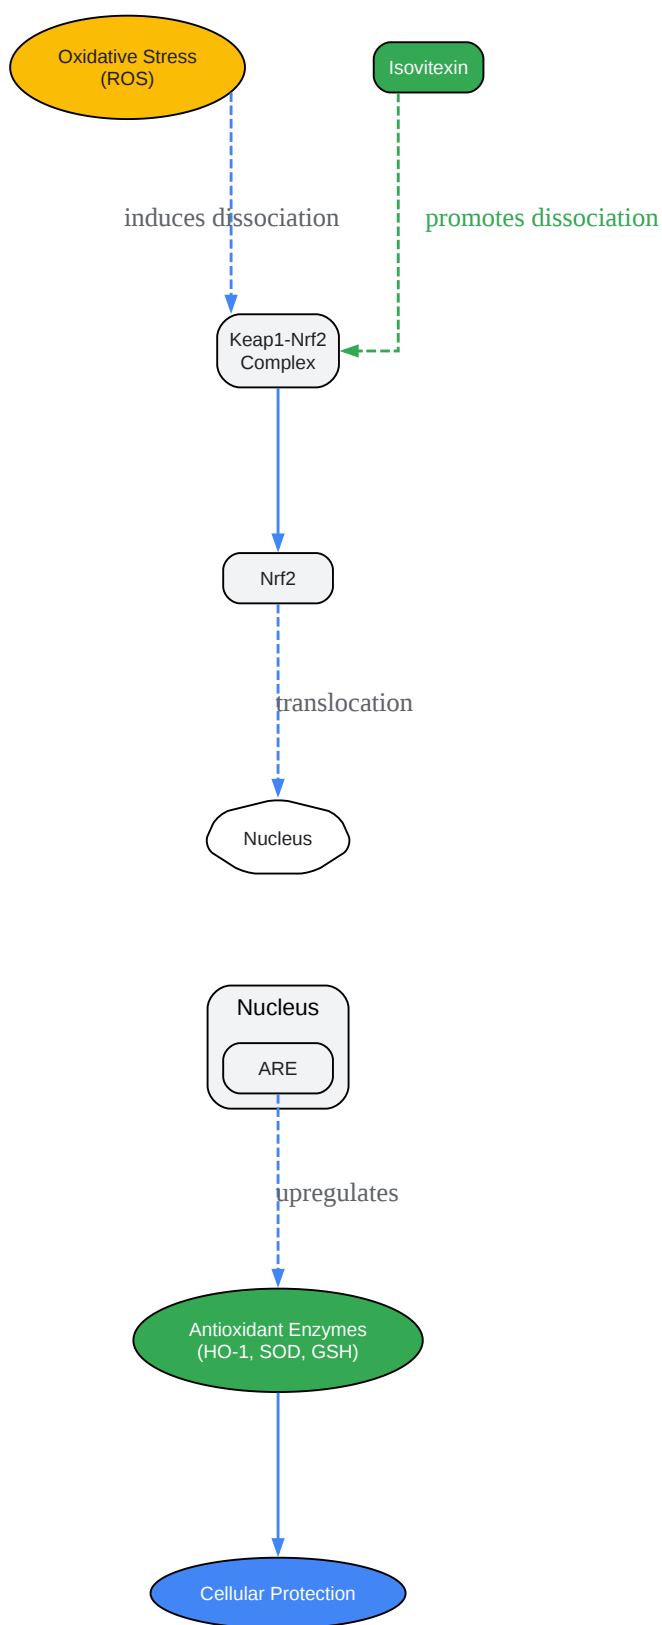 Oxidative Stress
(ROS)
Isovitexin
induces dissociation
promotes dissociation
Keap1-Nrf2
Complex
Nrf2
translocation
Nucleus
Nucleus
ARE
upregulates
Antioxidant Enzymes
(HO-1, SOD, GSH)
Cellular Protection